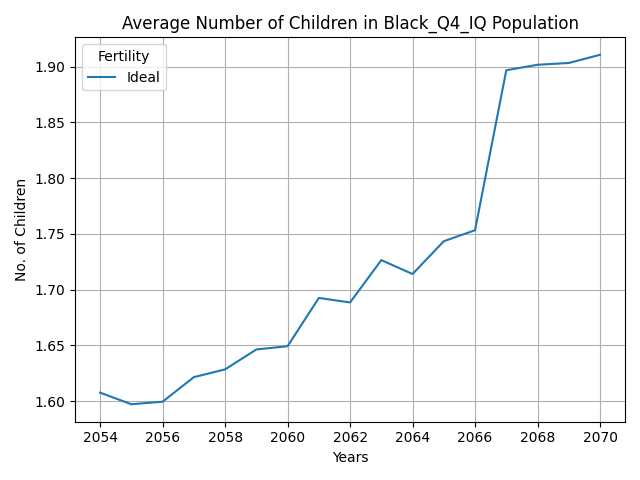 Average Number of Children in Black_Q4_IQ Population
Fertility
Ideal
No. of Children
1.90
1.85
1.80
1.75
1.70
1.65
1.60
2054 2056 2058 2060 2062 2064 2066 2068 2070
Years